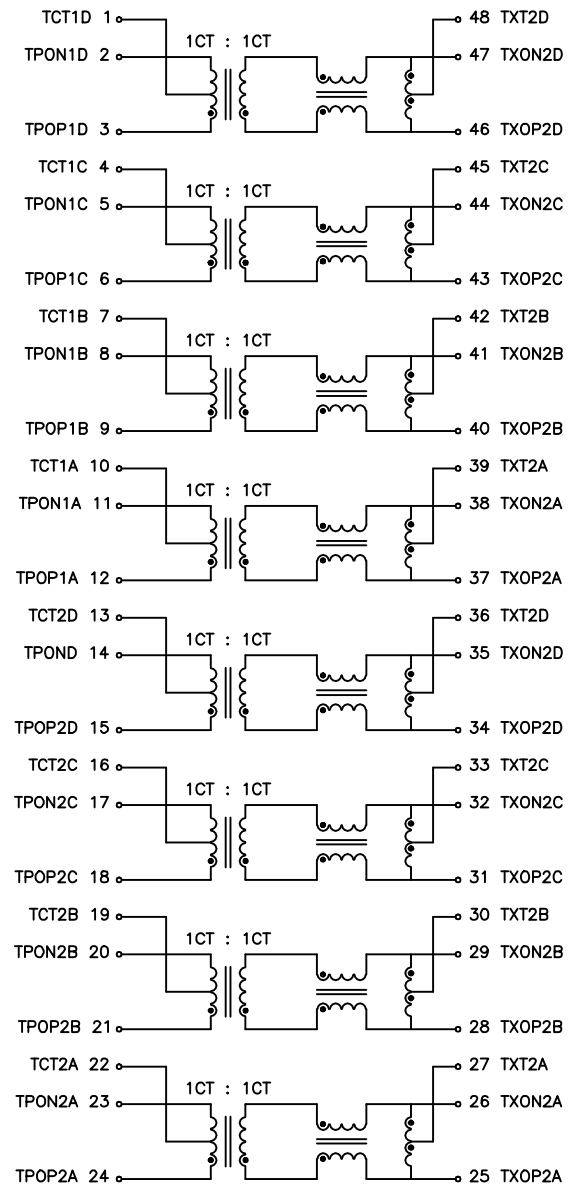 TCT1D 1 48 TXT2D
1CT : 1CT
TPON1D 2 47 TXON2D
TPOP1D 3 46 TXOP2D
TCT1C 4 45 TXT2C
1CT : 1CT
TPON1C 5 44 TXON2C
TPOP1C 6 43 TXOP2C
TCT1B 7 42 TXT2B
1CT : 1CT
TPON1B 8 41 TXON2B
TPOP1B 9 40 TXOP2B
TCT1A 10 39 TXT2A
1CT : 1CT
TPON1A 11 38 TXON2A
TPOP1A 12 37 TXOP2A
TCT2D 13 36 TXT2D
1CT : 1CT
TPOND 14 35 TXON2D
TPOP2D 15 34 TXOP2D
TCT2C 16 33 TXT2C
1CT : 1CT
TPON2C 17 32 TXON2C
TPOP2C 18 31 TXOP2C
TCT2B 19 30 TXT2B
1CT : 1CT
TPON2B 20 29 TXON2B
TPOP2B 21 28 TXOP2B
TCT2A 22 27 TXT2A
1CT : 1CT
TPON2A 23 26 TXON2A
TPOP2A 24 25 TXOP2A